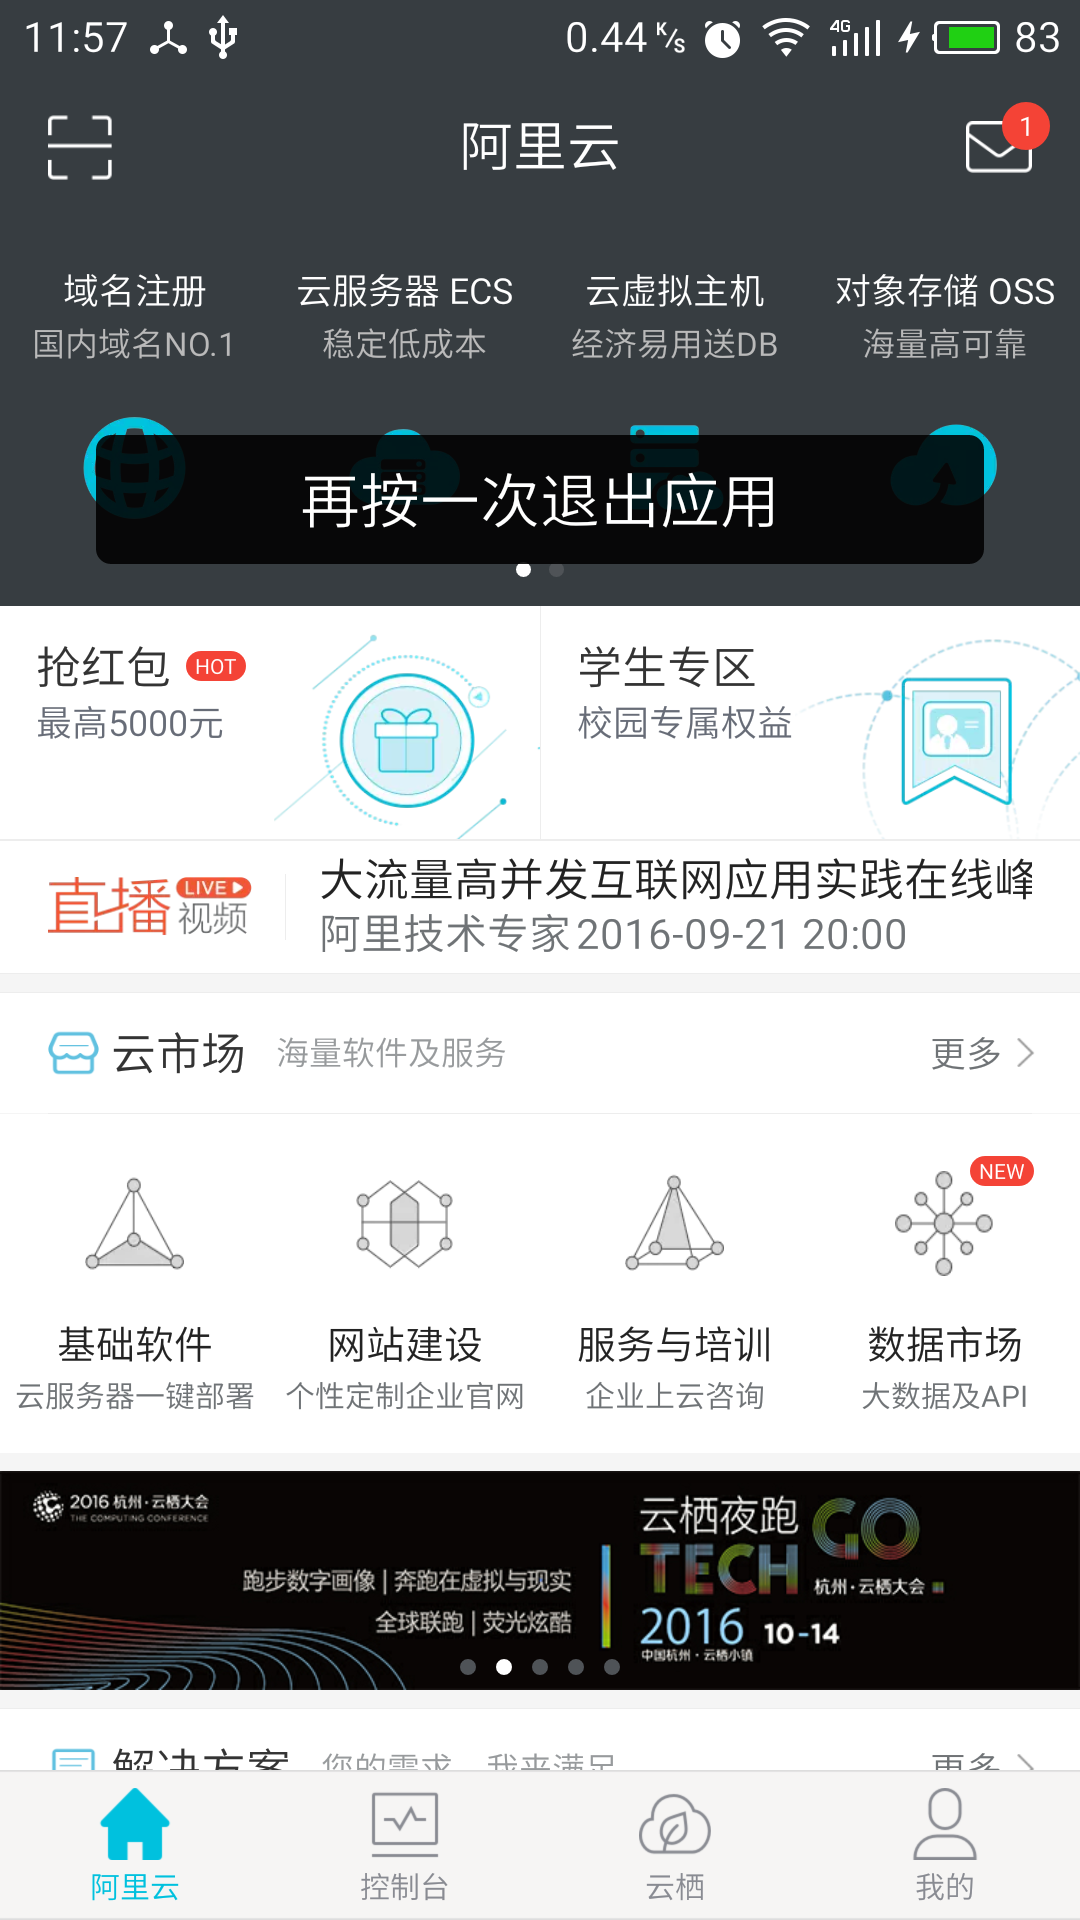 11:57 0.44 K/s 4G 83
阿里云 1
域名注册 云服务器 ECS 云虚拟主机 对象存储 OSS
国内域名NO.1 稳定低成本 经济易用送DB 海量高可靠
再按一次退出应用
抢红包 HOT
最高5000元
学生专区
校园专属权益
直播 LIVE 视频
大流量高并发互联网应用实践在线峰
阿里技术专家 2016-09-21 20:00
云市场 海量软件及服务 更多
NEW
基础软件 网站建设 服务与培训 数据市场
云服务器一键部署 个性定制企业官网 企业上云咨询 大数据及API
2016 杭州·云栖大会
THE COMPUTING CONFERENCE
跑步数字画像 | 奔跑在虚拟与现实
全球联跑 | 荧光炫酷
云栖夜跑 GO
TECH 杭州·云栖大会
2016 10-14
中国杭州·云栖小镇
解决方案 您的需求 我来满足 更多
阿里云 控制台 云栖 我的